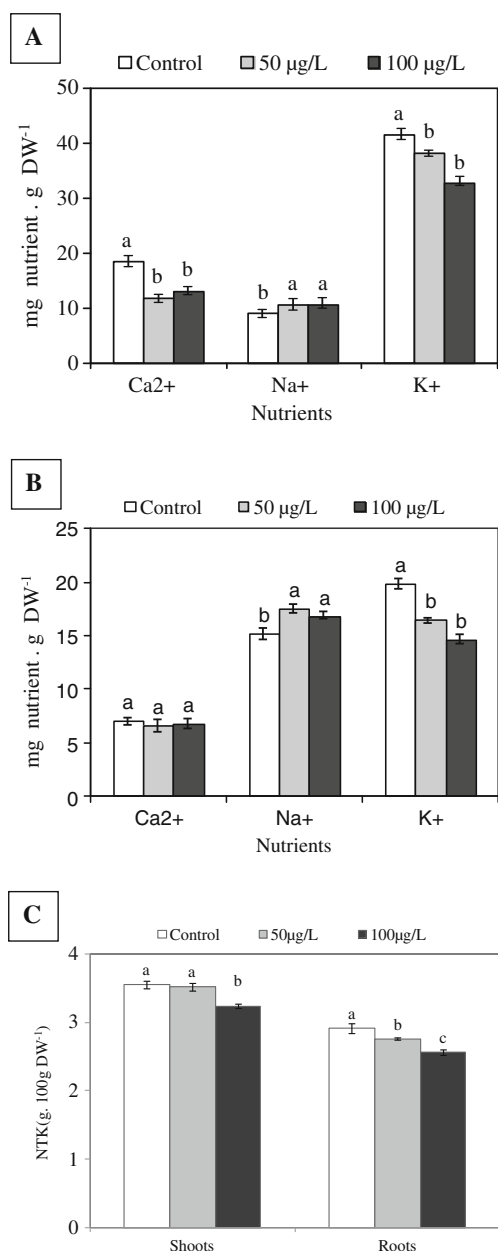 A
Control 50 µg/L 100 µg/L
mg nutrient . g DW-1
50
40
30
20
10
0
a
b
b
b
a
a
a
b
b
Ca2+ Na+ K+
Nutrients
B
Control 50 µg/L 100 µg/L
mg nutrient . g DW-1
25
20
15
10
5
0
a
a
a
b
a
a
a
b
b
Ca2+ Na+ K+
Nutrients
C
Control 50µg/L 100µg/L
NTK(g. 100g DW-1)
4
3
2
1
0
a
a
b
a
b
c
Shoots Roots